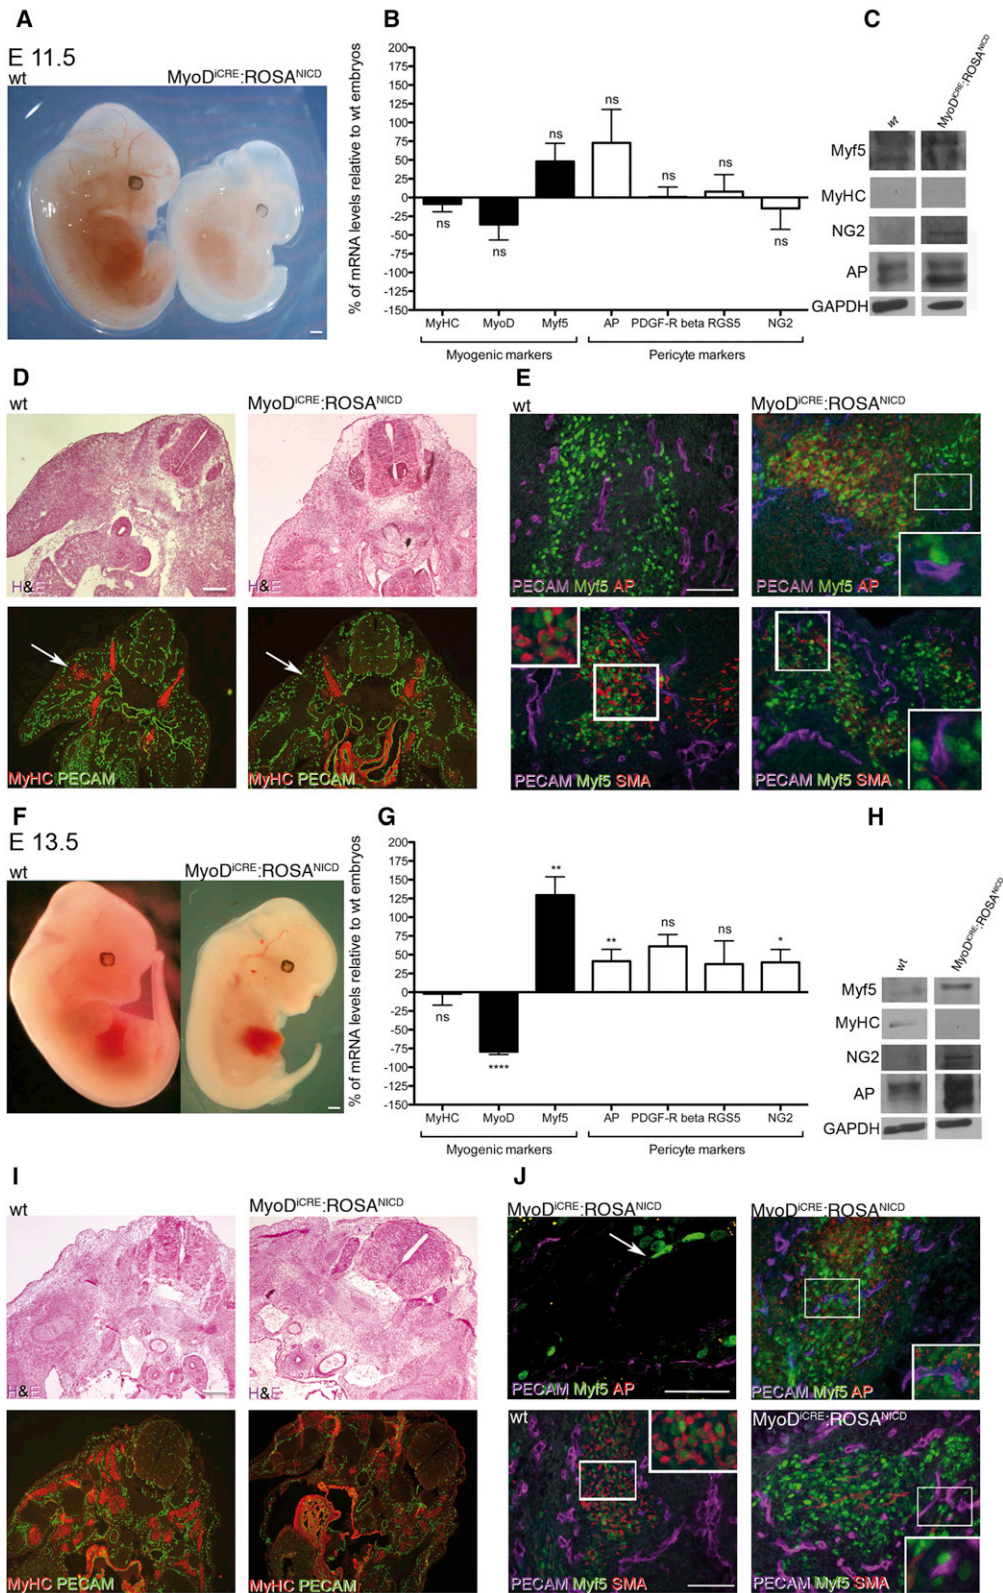 A
E 11.5
wt MyoDiCRE:ROSANICD
B
% of mRNA levels relative to wt embryos
200
175
150
125
100
75
50
25
0
-25
-50
-75
-100
-125
-150
ns
ns
ns
ns
ns
ns
ns
MyHC MyoD Myf5 AP PDGF-R beta RGS5 NG2
Myogenic markers Pericyte markers
C
wt MyoDiCRE:ROSANICD
Myf5
MyHC
NG2
AP
GAPDH
D
wt MyoDiCRE:ROSANICD
H&E H&E
MyHC PECAM MyHC PECAM
E
wt MyoDiCRE:ROSANICD
PECAM Myf5 AP PECAM Myf5 AP
PECAM Myf5 SMA PECAM Myf5 SMA
F
E 13.5
wt MyoDiCRE:ROSANICD
G
% of mRNA levels relative to wt embryos
200
175
150
125
100
75
50
25
0
-25
-50
-75
-100
-125
-150
ns
****
**
**
ns
ns
*
MyHC MyoD Myf5 AP PDGF-R beta RGS5 NG2
Myogenic markers Pericyte markers
H
wt MyoDiCRE:ROSANICD
Myf5
MyHC
NG2
AP
GAPDH
I
wt MyoDiCRE:ROSANICD
H&E H&E
MyHC PECAM MyHC PECAM
J
MyoDiCRE:ROSANICD MyoDiCRE:ROSANICD
PECAM Myf5 AP PECAM Myf5 AP
wt MyoDiCRE:ROSANICD
PECAM Myf5 SMA PECAM Myf5 SMA